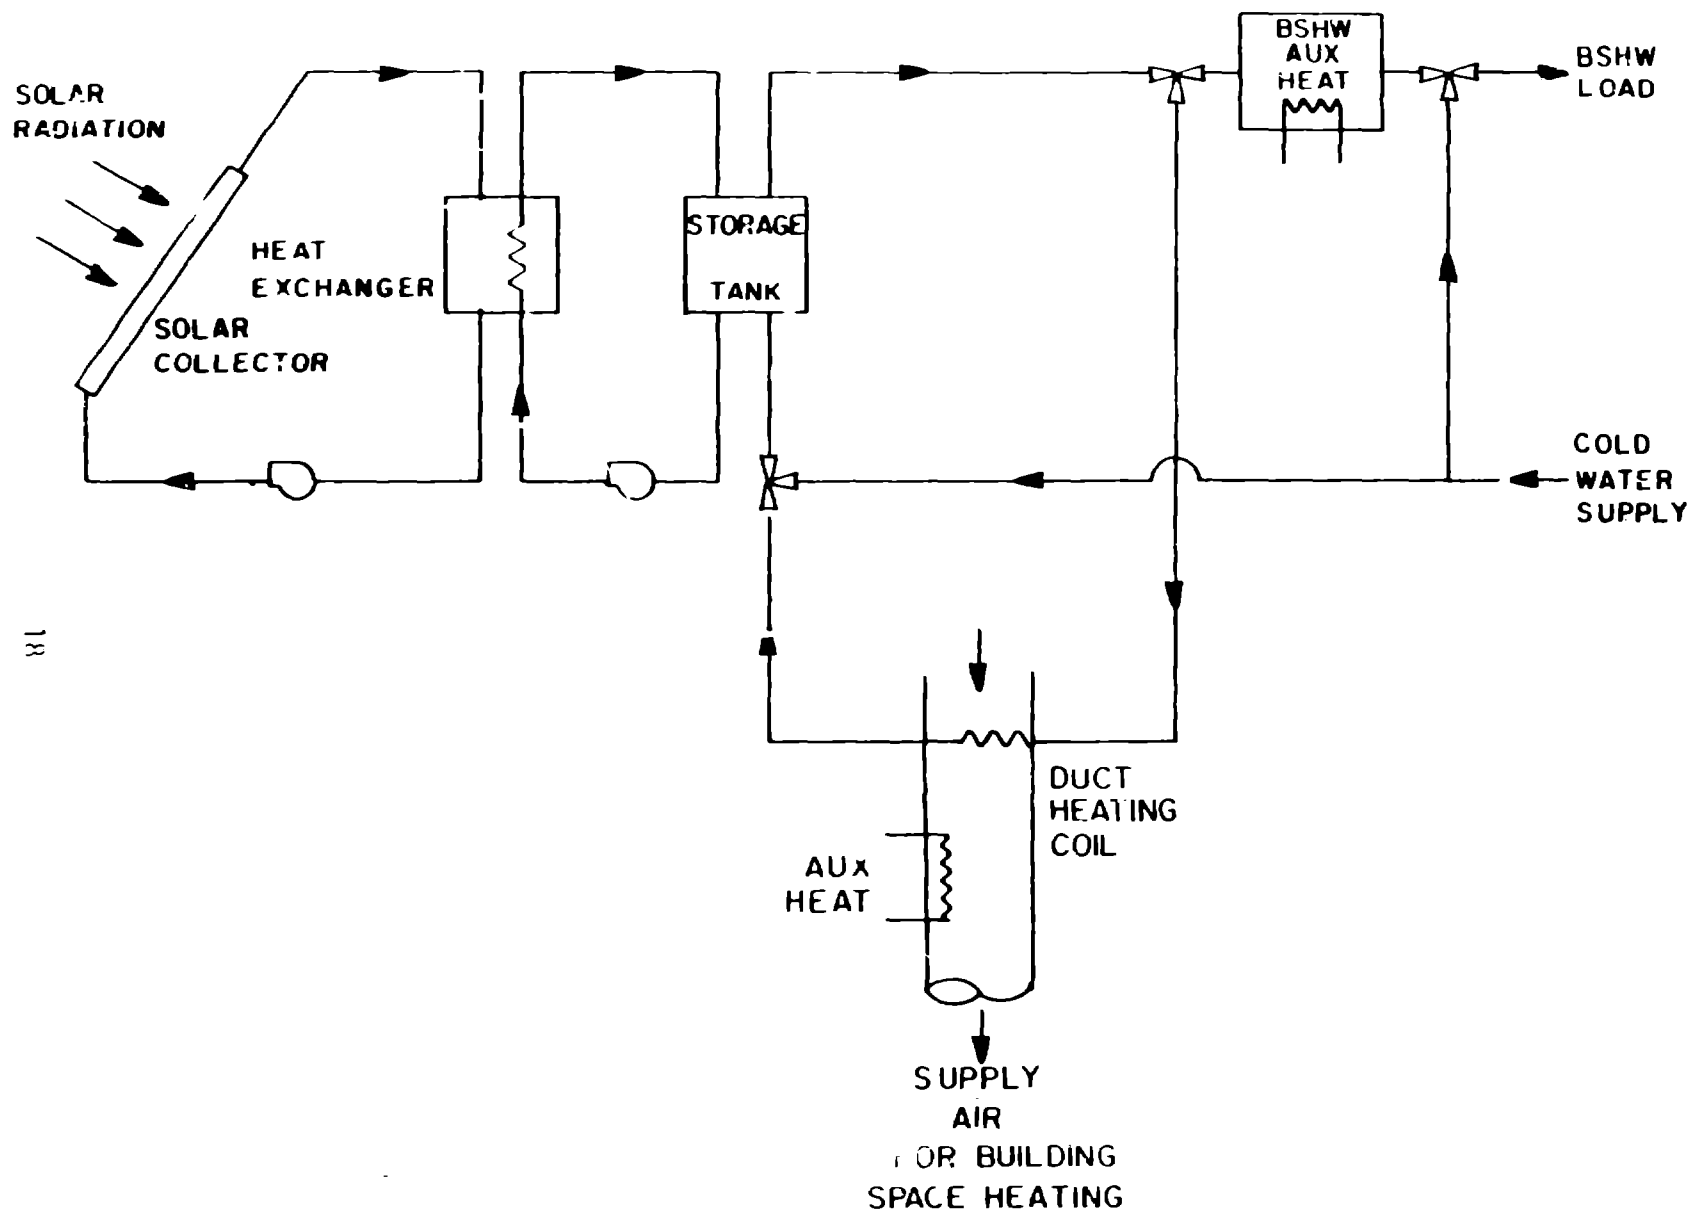 SOLAR
RADIATION
HEAT
EXCHANGER
SOLAR
COLLECTOR
STORAGE
TANK
BSHW
AUX
HEAT
BSHW
LOAD
COLD
WATER
SUPPLY
18
DUCT
HEATING
COIL
AUX
HEAT
SUPPLY
AIR
FOR BUILDING
SPACE HEATING